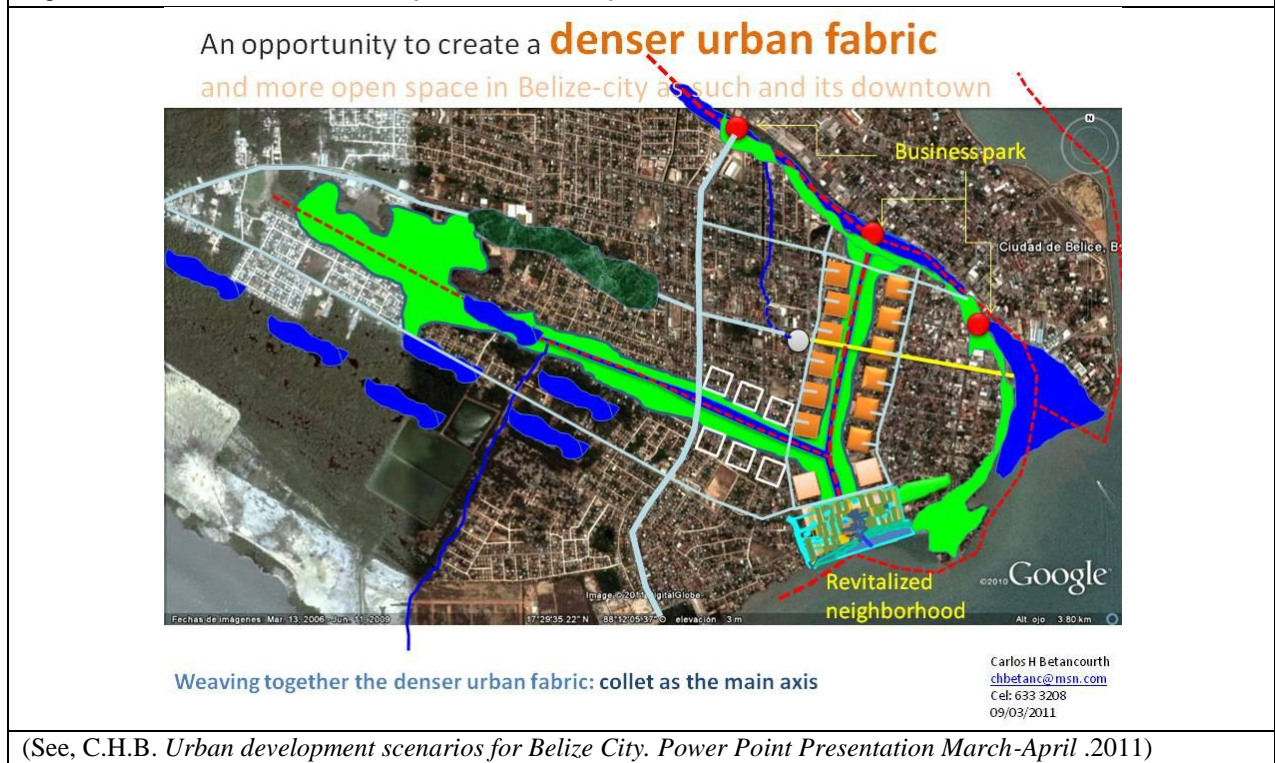 An opportunity to create a denser urban fabric
and more open space in Belize-city as such and its downtown
N
Business park
Ciudad de Belice, B
Revitalized
neighborhood
©2010 Google
Image © 2011 DigitalGlobe
Fechas de imágenes: Mar. 13, 2006 - Jun. 11, 2009
17°29'35.22" N 88°12'05.37" O elevación 3 m
Alt. ojo 3.80 km
Weaving together the denser urban fabric: collet as the main axis
Carlos H Betancourth
chbetanc@msn.com
Cel: 633 3208
09/03/2011
(See, C.H.B. Urban development scenarios for Belize City. Power Point Presentation March-April .2011)